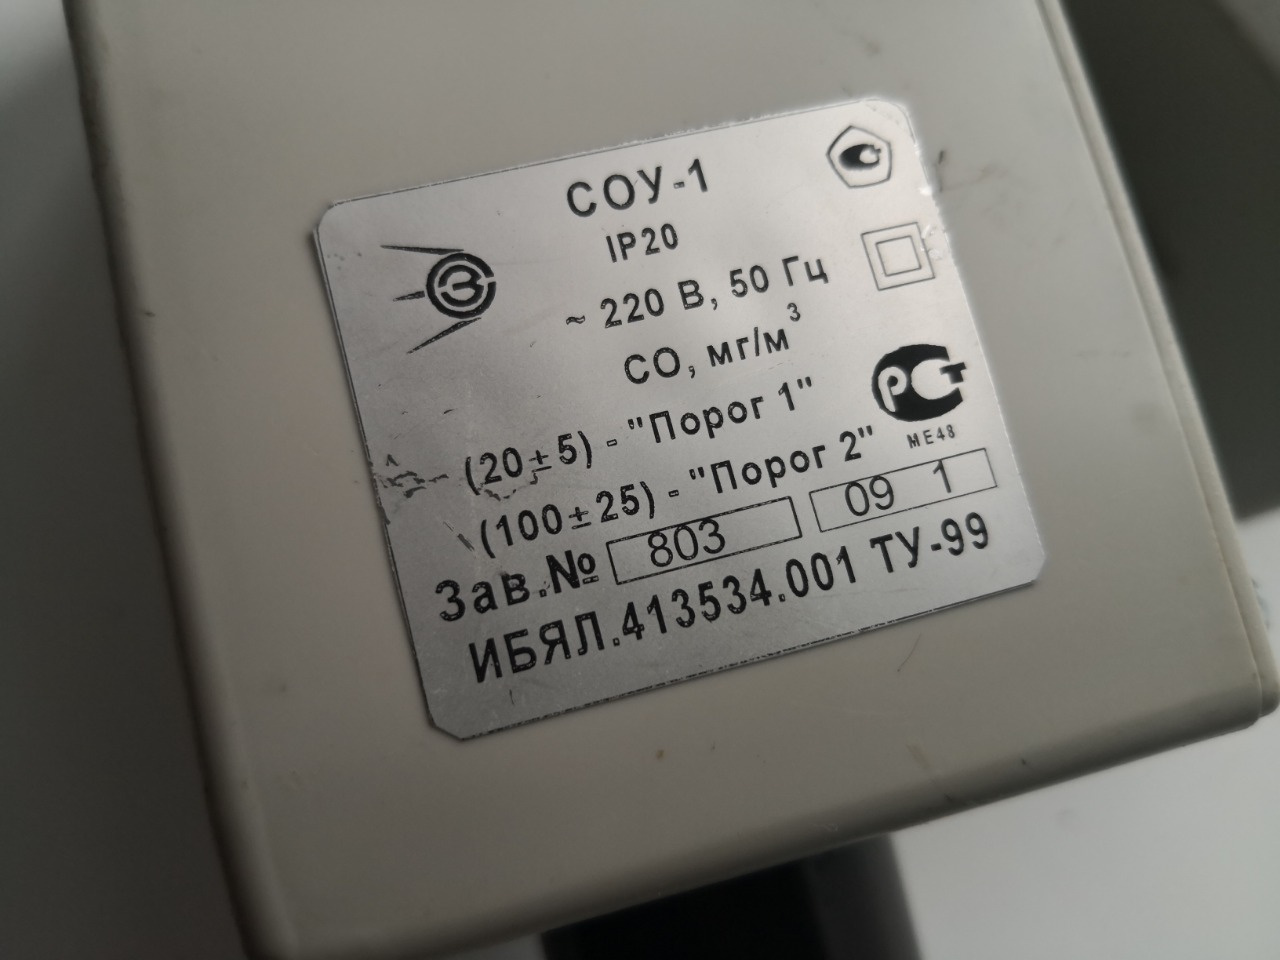 СОУ-1
IP20
~ 220 В, 50 Гц
СО, мг/м³
(20±5) - "Порог 1"
(100±25) - "Порог 2"
РСТ
МЕ48
Зав.№ 803 09 1
ИБЯЛ.413534.001 ТУ-99